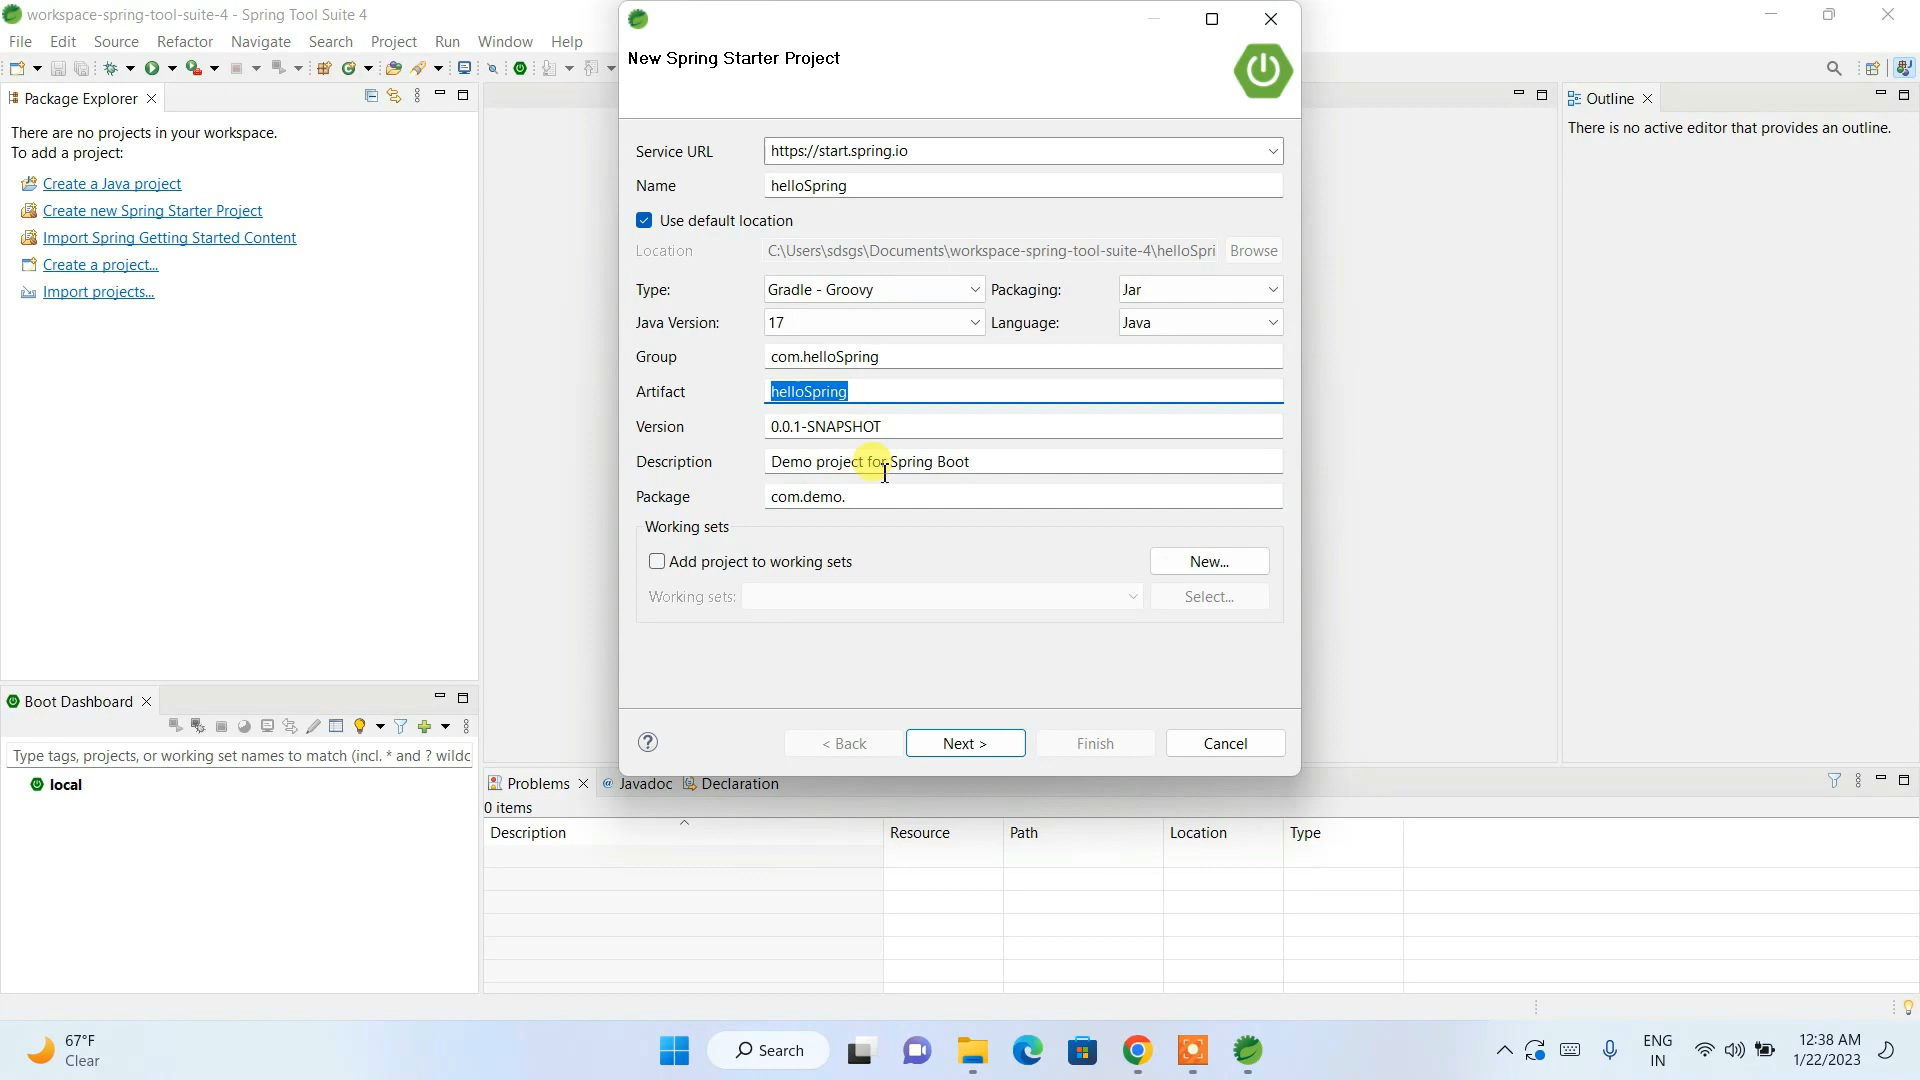 workspace-spring-tool-suite-4 - Spring Tool Suite 4
File Edit Source Refactor Navigate Search Project Run Window Help
Package Explorer
There are no projects in your workspace.
To add a project:
Create a Java project
Create new Spring Starter Project
Import Spring Getting Started Content
Create a project...
Import projects...
New Spring Starter Project
Service URL https://start.spring.io
Name helloSpring
Use default location
Location C:\Users\sdsgs\Documents\workspace-spring-tool-suite-4\helloSpri Browse
Type: Gradle - Groovy Packaging: Jar
Java Version: 17 Language: Java
Group com.helloSpring
Artifact helloSpring
Version 0.0.1-SNAPSHOT
Description Demo project for Spring Boot
Package com.demo.
Working sets
Add project to working sets New...
Working sets: Select...
< Back Next > Finish Cancel
Outline
There is no active editor that provides an outline.
Boot Dashboard
Type tags, projects, or working set names to match (incl. * and ? wildc
local
Problems Javadoc Declaration
0 items
Description Resource Path Location Type
67°F
Clear
Search
ENG
IN
12:38 AM
1/22/2023